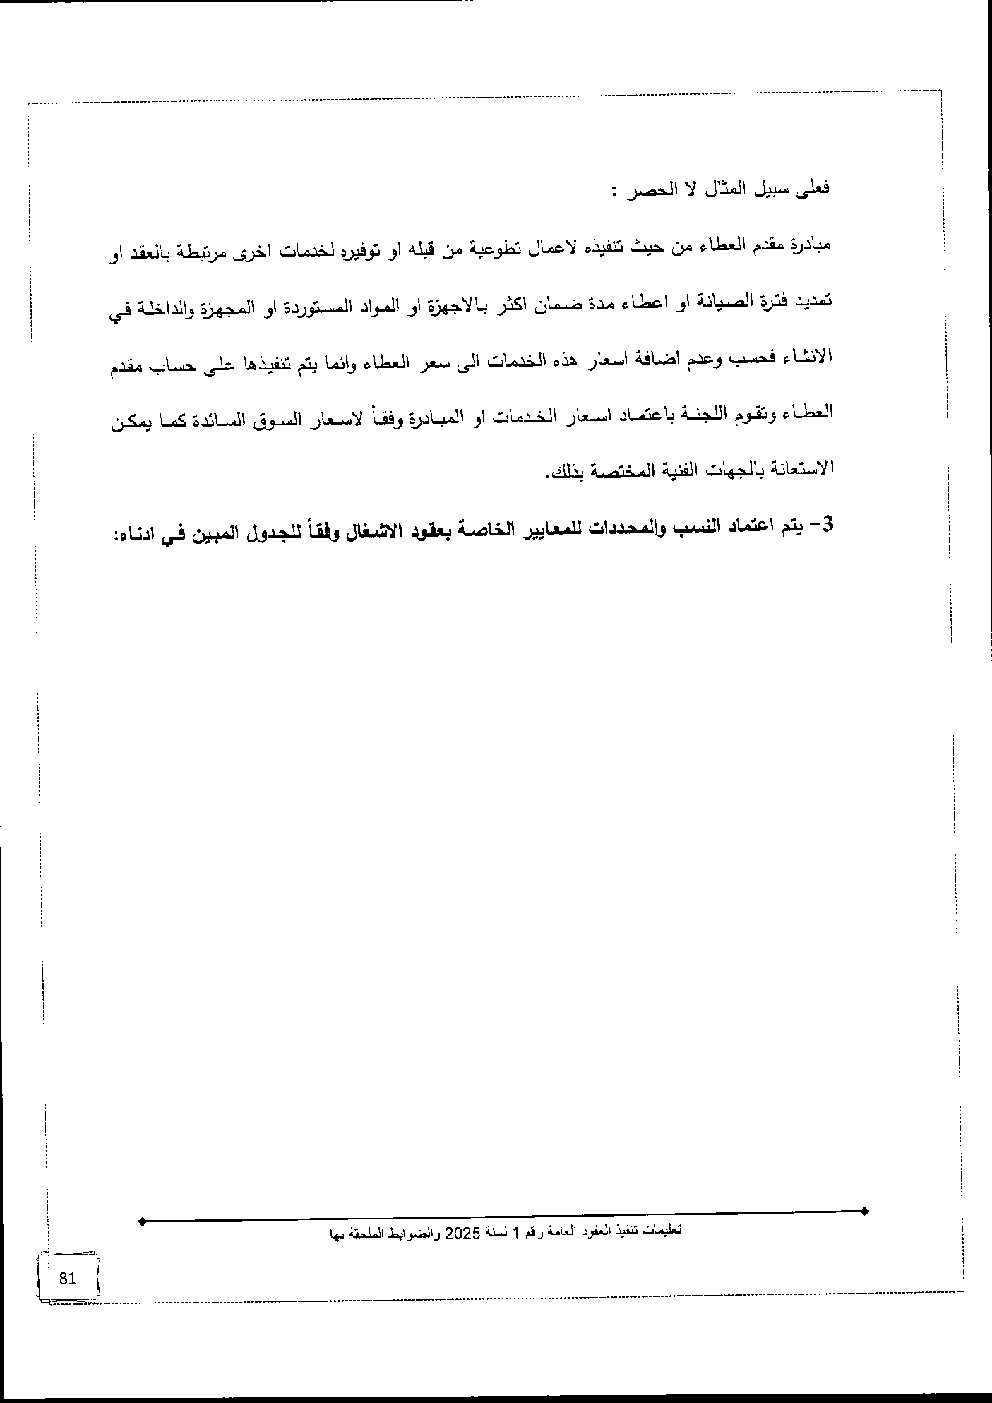 فعلى سبيل المثال لا الحصر :
مبادرة مقدم العطاء من حيث تنفيذه لاعمال تطوعية من قبله او توفيره لخدمات اخرى مرتبطة بالعقد او
تمديد فترة الصيانة او اعطاء مدة ضمان اكثر بالاجهزة او المواد المستوردة او المجهزة والداخلة في
الانشاء فحسب وعدم اضافة اسعار هذه الخدمات الى سعر العطاء وانما يتم تنفيذها على حساب مقدم
العطاء وتقوم اللجنة باعتماد اسعار الخدمات او المبادرة وفقاً لاسعار السوق السائدة كما يمكن
الاستعانة بالجهات الفنية المختصة بذلك.
3- يتم اعتماد النسب والمحددات للمعايير الخاصة بعقود الاشغال وفقاً للجدول المبين في ادناه:
تعليمات تنفيذ العقود العامة رقم 1 لسنة 2025 والضوابط الملحقة بها
81